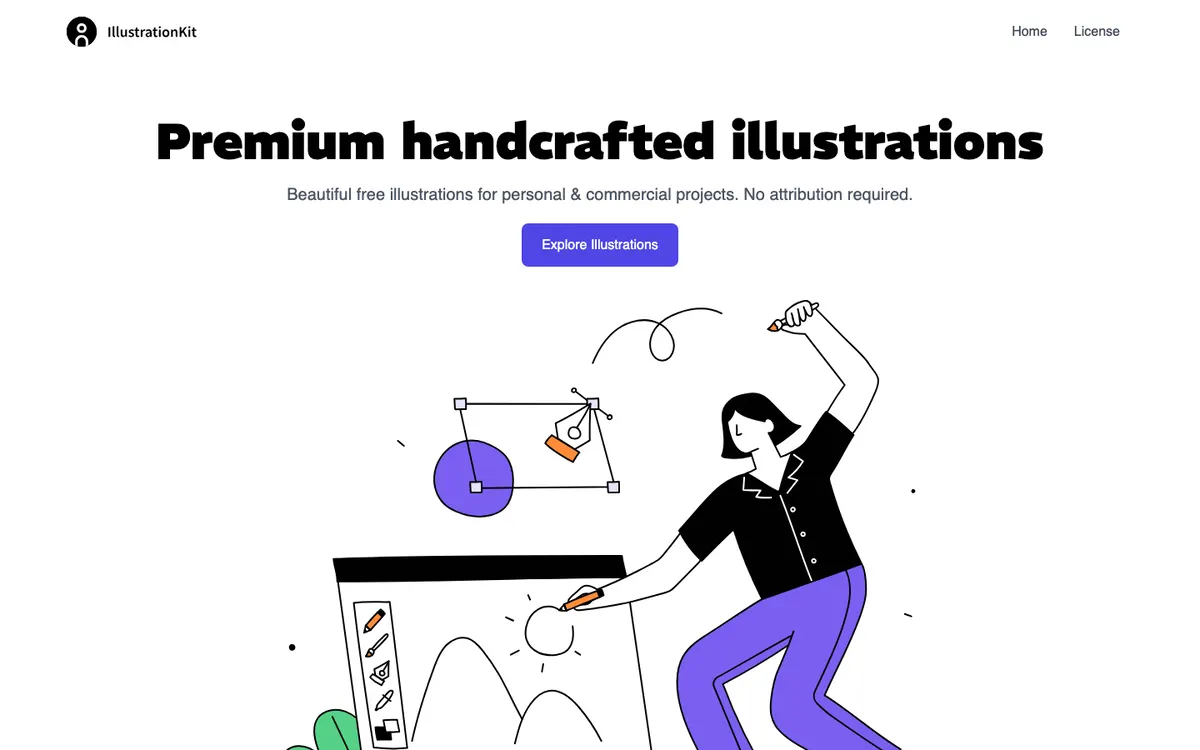 IllustrationKit
Home
License
Premium handcrafted illustrations
Beautiful free illustrations for personal & commercial projects. No attribution required.
Explore Illustrations